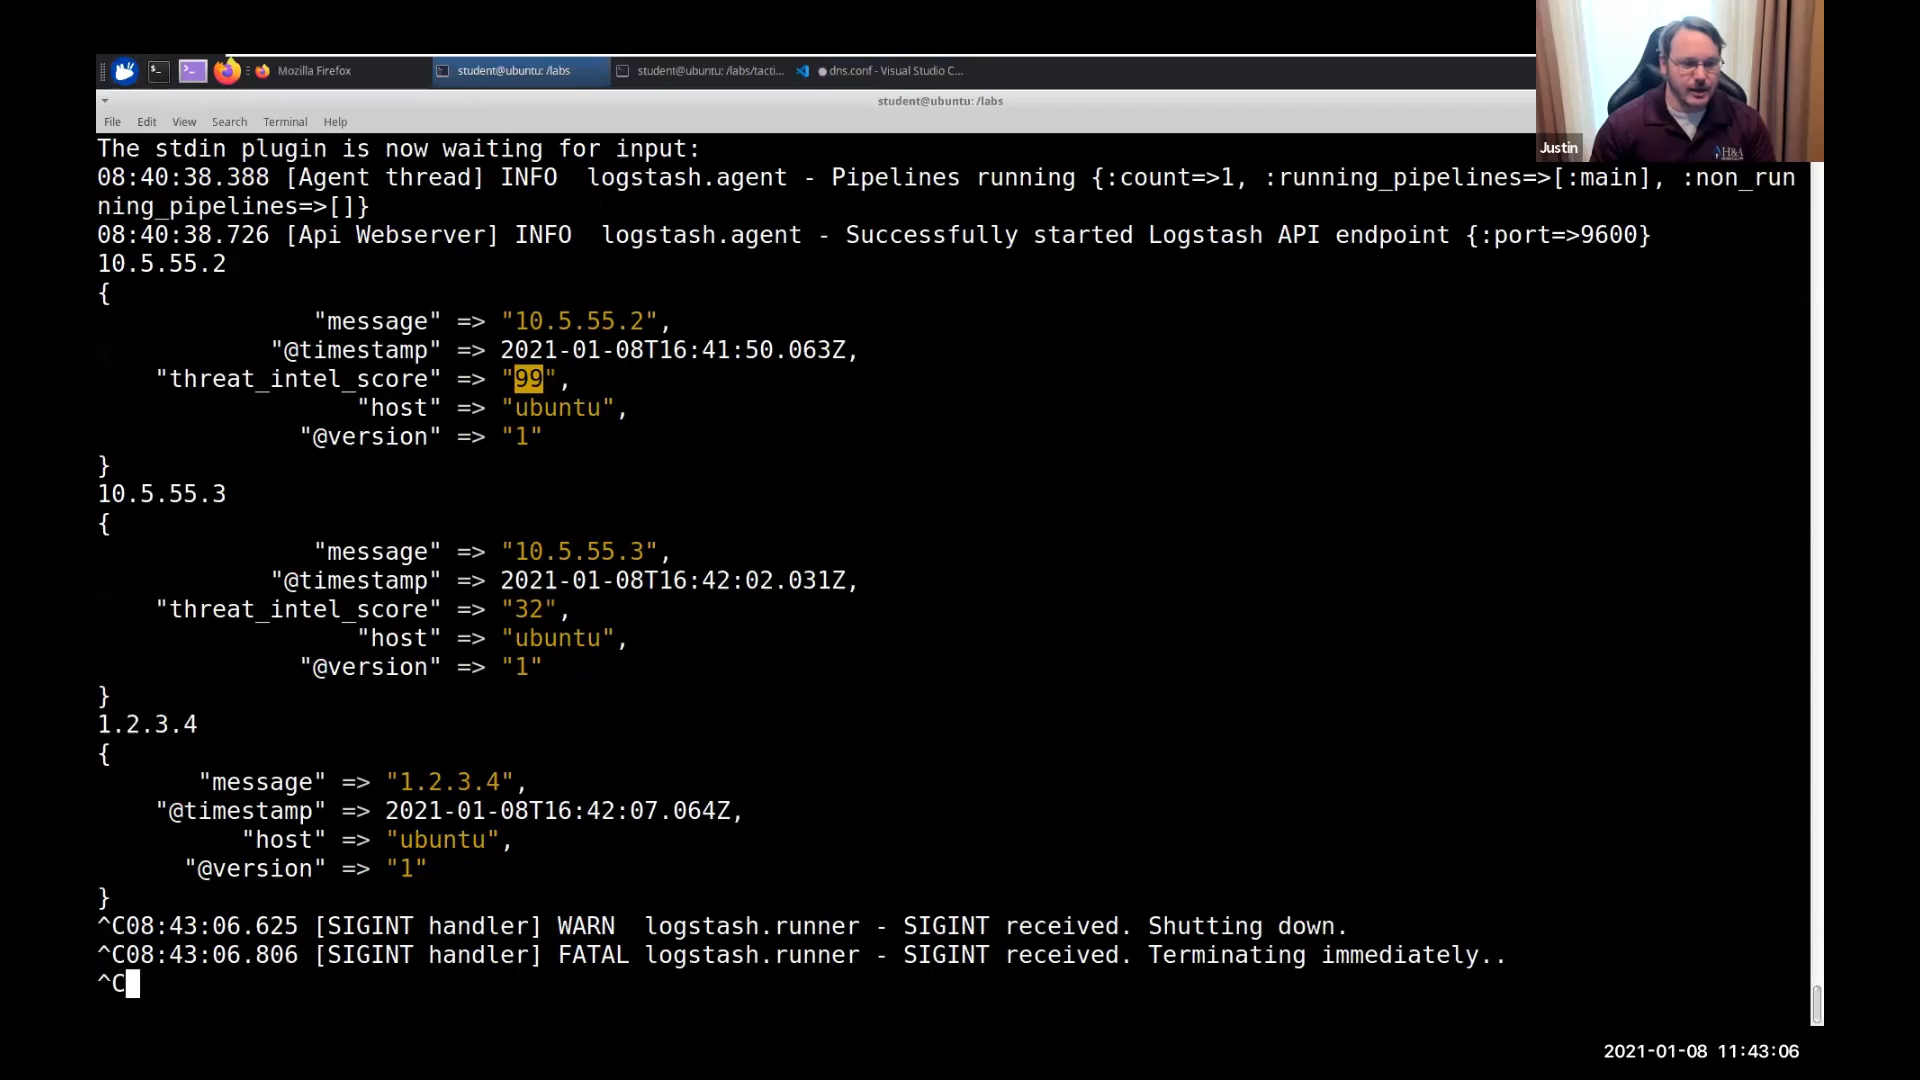 Mozilla Firefox
student@ubuntu: /labs
student@ubuntu: /labs/tacti...
dns.conf - Visual Studio C...
student@ubuntu: /labs
File Edit View Search Terminal Help
Justin
H&A
The stdin plugin is now waiting for input:
08:40:38.388 [Agent thread] INFO  logstash.agent - Pipelines running {:count=>1, :running_pipelines=>[:main], :non_run
ning_pipelines=>[]}
08:40:38.726 [Api Webserver] INFO  logstash.agent - Successfully started Logstash API endpoint {:port=>9600}
10.5.55.2
{
"message" => "10.5.55.2",
"@timestamp" => 2021-01-08T16:41:50.063Z,
"threat_intel_score" => "99",
"host" => "ubuntu",
"@version" => "1"
}
10.5.55.3
{
"message" => "10.5.55.3",
"@timestamp" => 2021-01-08T16:42:02.031Z,
"threat_intel_score" => "32",
"host" => "ubuntu",
"@version" => "1"
}
1.2.3.4
{
"message" => "1.2.3.4",
"@timestamp" => 2021-01-08T16:42:07.064Z,
"host" => "ubuntu",
"@version" => "1"
}
^C08:43:06.625 [SIGINT handler] WARN  logstash.runner - SIGINT received. Shutting down.
^C08:43:06.806 [SIGINT handler] FATAL logstash.runner - SIGINT received. Terminating immediately..
^C
2021-01-08 11:43:06